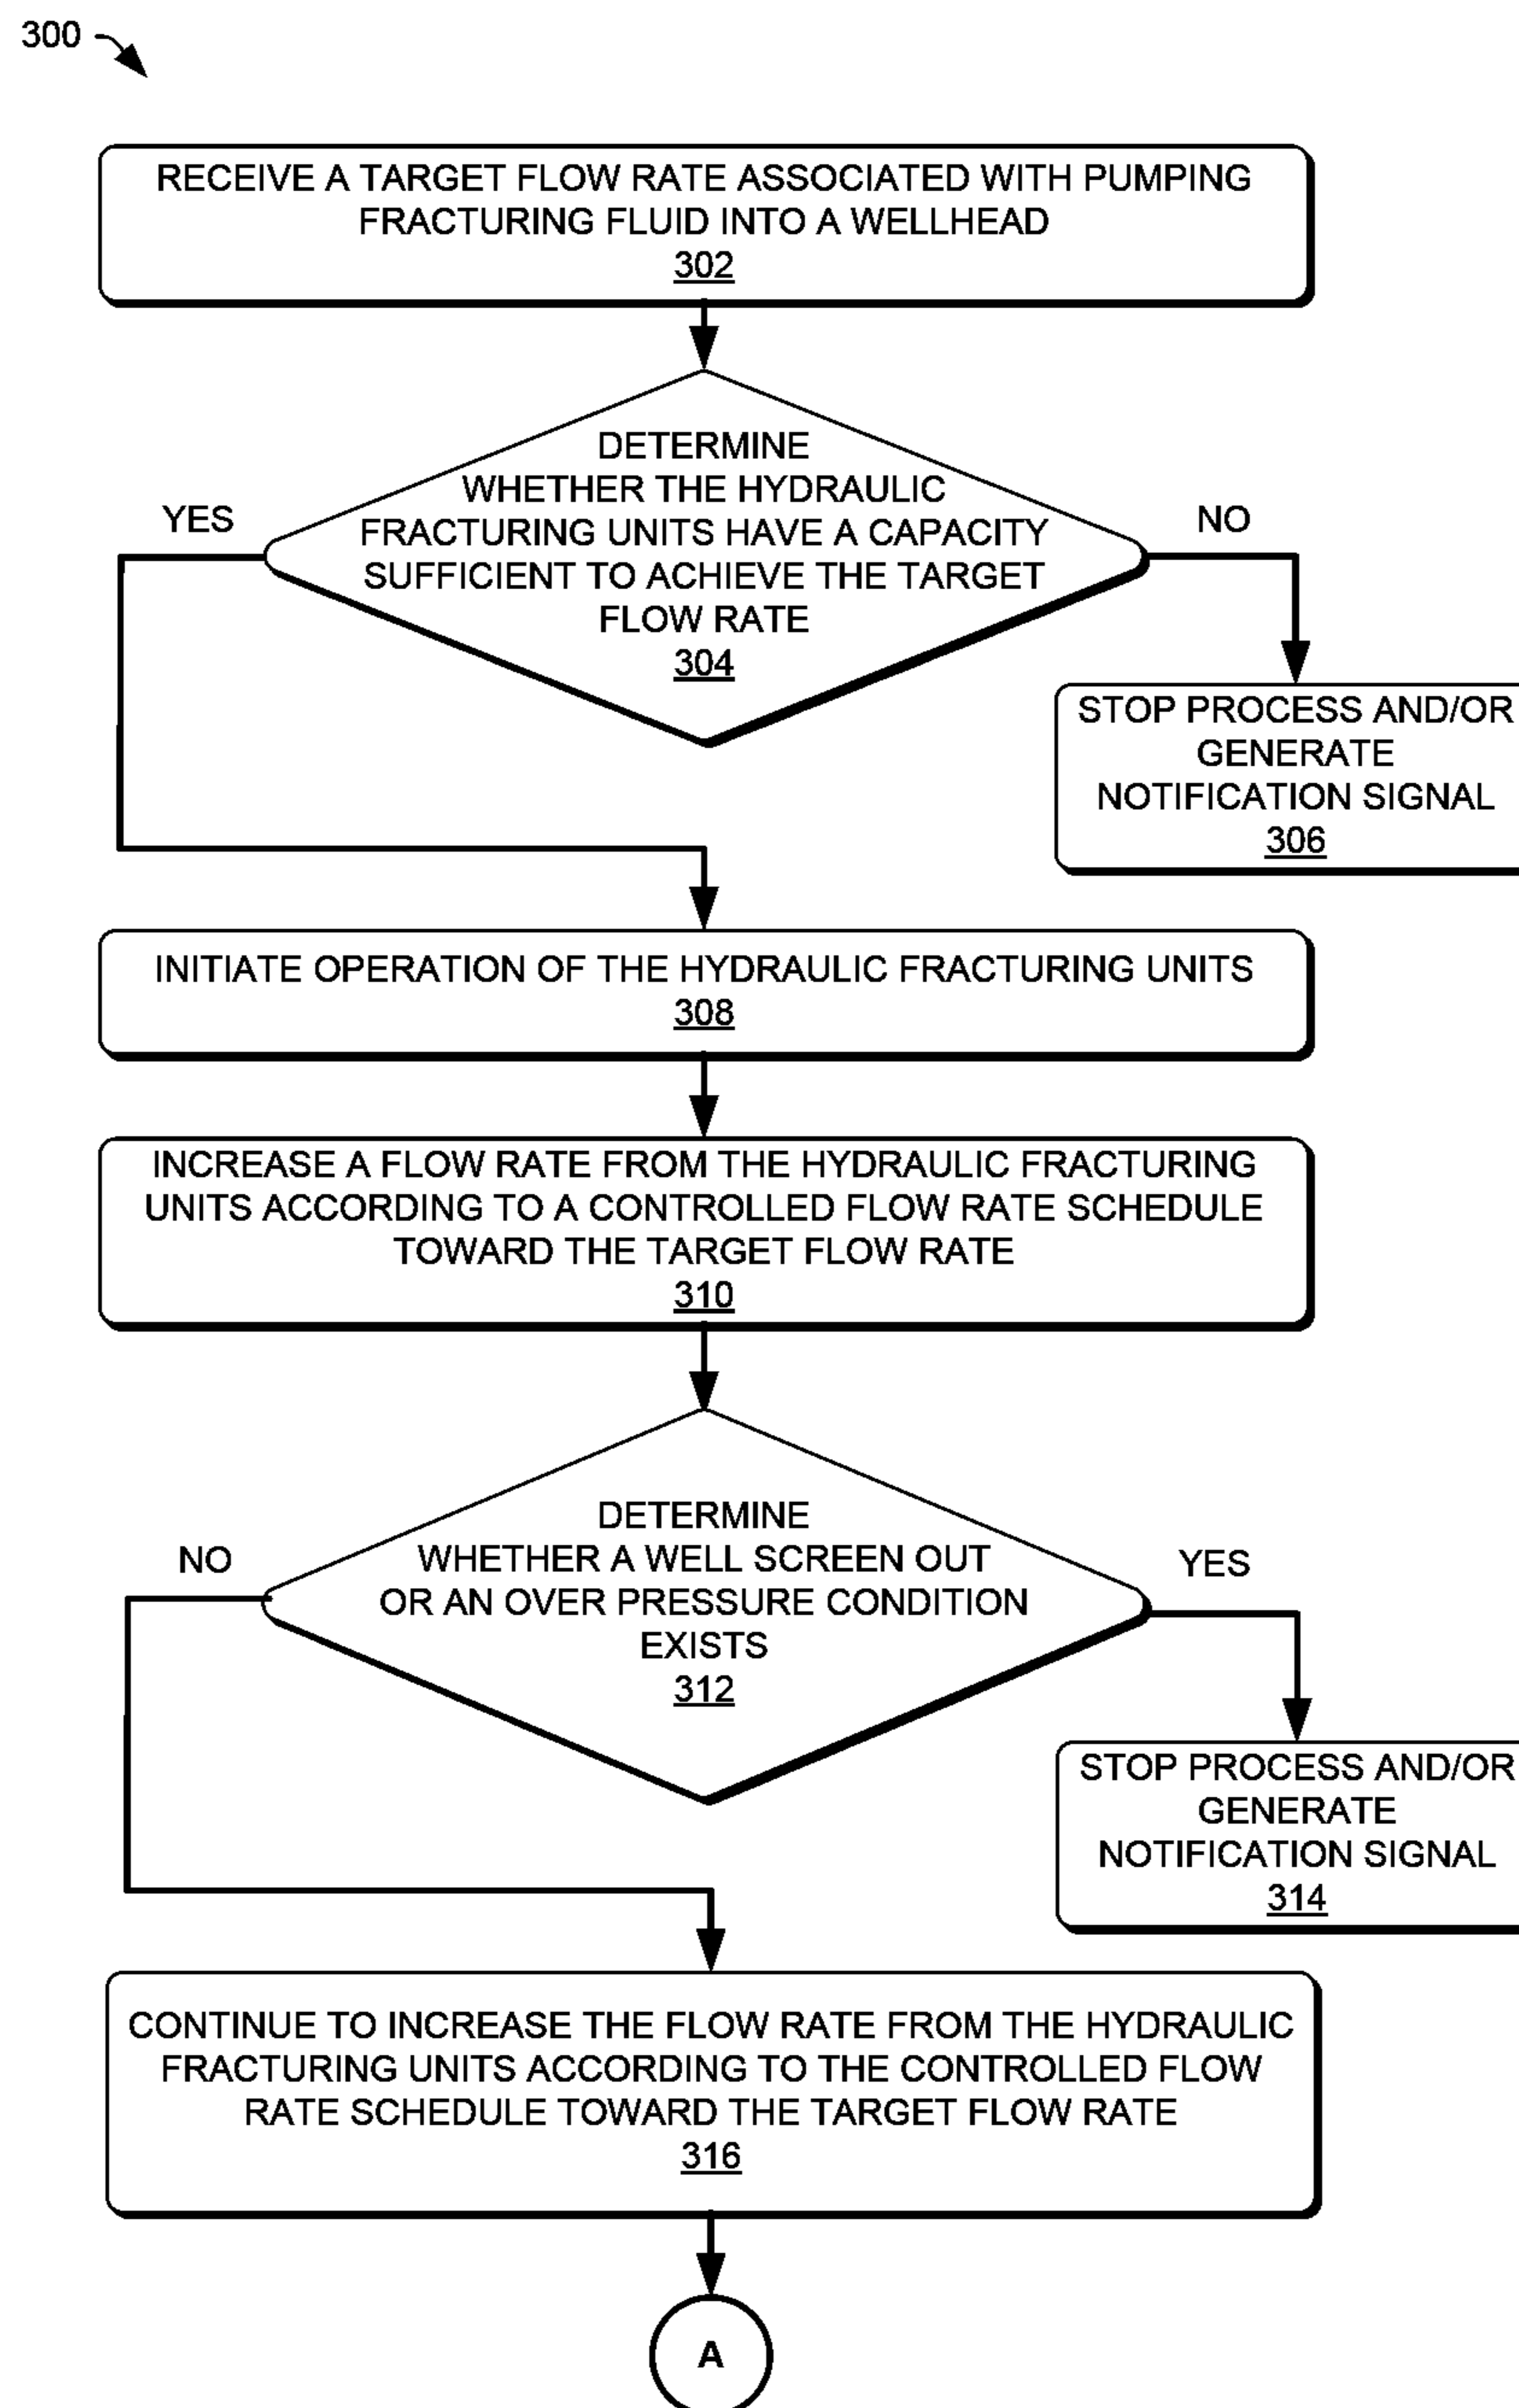 300
RECEIVE A TARGET FLOW RATE ASSOCIATED WITH PUMPING
FRACTURING FLUID INTO A WELLHEAD
302
DETERMINE
WHETHER THE HYDRAULIC
FRACTURING UNITS HAVE A CAPACITY
SUFFICIENT TO ACHIEVE THE TARGET
FLOW RATE
304
YES
NO
STOP PROCESS AND/OR
GENERATE
NOTIFICATION SIGNAL
306
INITIATE OPERATION OF THE HYDRAULIC FRACTURING UNITS
308
INCREASE A FLOW RATE FROM THE HYDRAULIC FRACTURING
UNITS ACCORDING TO A CONTROLLED FLOW RATE SCHEDULE
TOWARD THE TARGET FLOW RATE
310
DETERMINE
WHETHER A WELL SCREEN OUT
OR AN OVER PRESSURE CONDITION
EXISTS
312
NO
YES
STOP PROCESS AND/OR
GENERATE
NOTIFICATION SIGNAL
314
CONTINUE TO INCREASE THE FLOW RATE FROM THE HYDRAULIC
FRACTURING UNITS ACCORDING TO THE CONTROLLED FLOW
RATE SCHEDULE TOWARD THE TARGET FLOW RATE
316
A